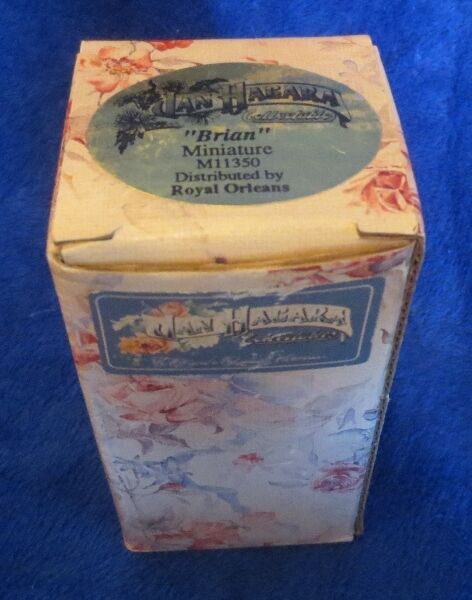 JAN HAGARA
Collectables
"Brian"
Miniature
M11350
Distributed by
Royal Orleans
JAN HAGARA
Collectables